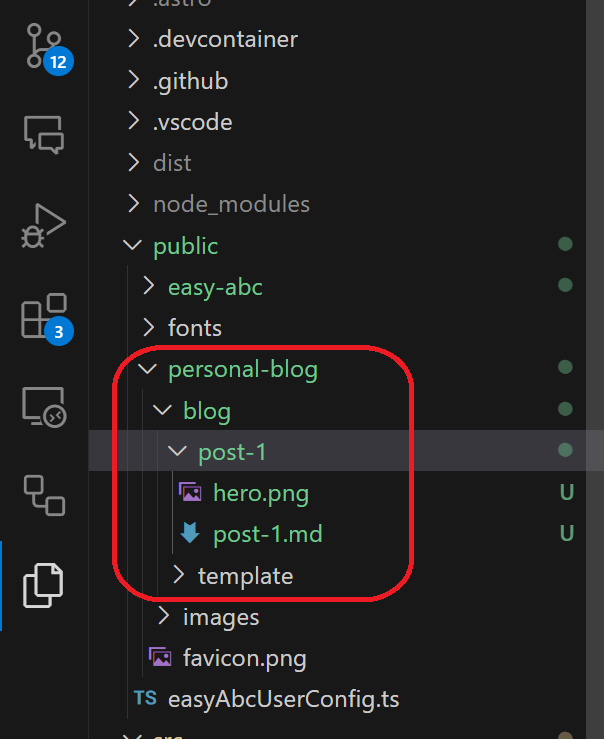 .astro
12
.devcontainer
.github
.vscode
dist
node_modules
public
easy-abc
3
fonts
personal-blog
blog
post-1
hero.png U
post-1.md U
template
images
favicon.png
TS easyAbcUserConfig.ts
src